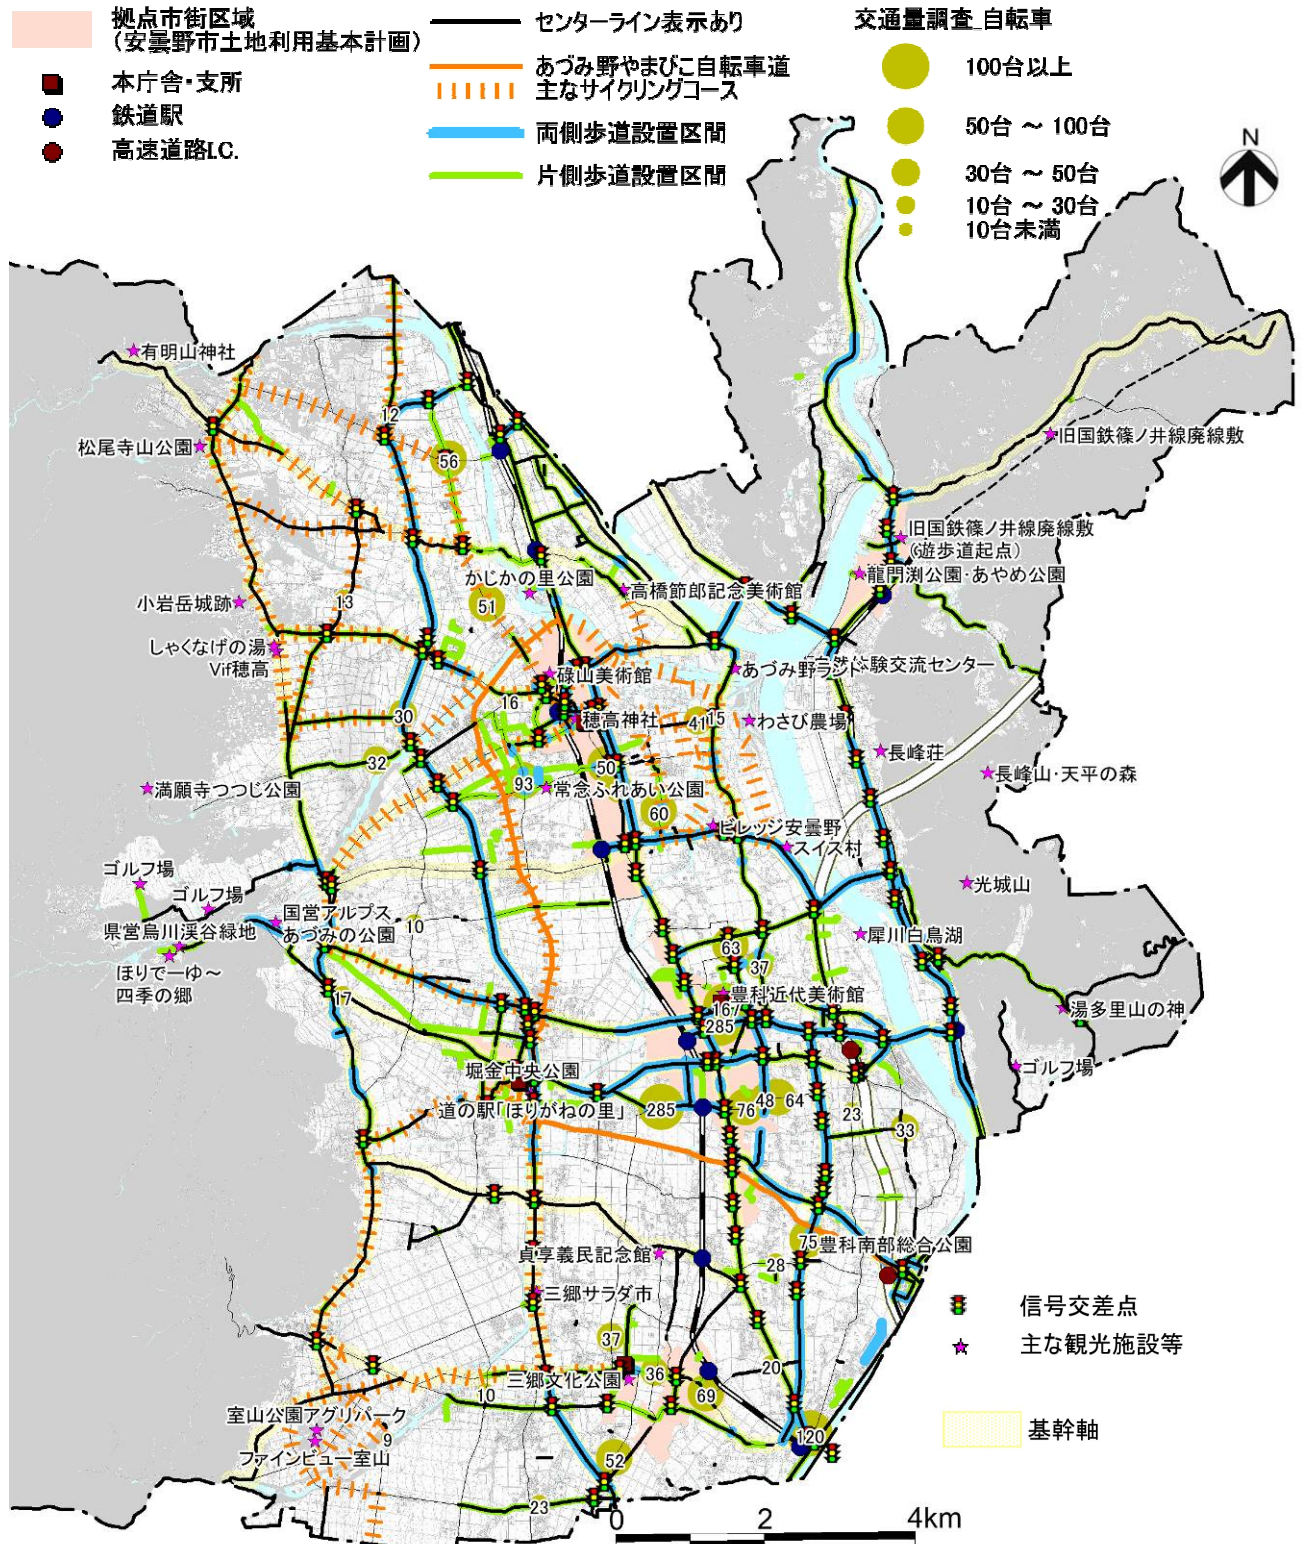 拠点市街区域
(安曇野市土地利用基本計画)
本庁舎・支所
鉄道駅
高速道路I.C.
センターライン表示あり
あづみ野やまびこ自転車道
主なサイクリングコース
両側歩道設置区間
片側歩道設置区間
交通量調査_自転車
100台以上
50台 ～ 100台
30台 ～ 50台
10台 ～ 30台
10台未満
N
有明山神社
12
松尾寺山公園
56
旧国鉄篠ノ井線廃線敷
旧国鉄篠ノ井線廃線敷
(遊歩道起点)
かじかの里公園
龍門渕公園・あやめ公園
高橋節郎記念美術館
小岩岳城跡
13
51
しゃくなげの湯
Vif穂高
碌山美術館
あづみ野ランド
自然体験交流センター
30
16
穂高神社
41
15
わさび農場
長峰荘
長峰山・天平の森
32
50
満願寺つつじ公園
93
常念ふれあい公園
60
ビレッジ安曇野
スイス村
ゴルフ場
ゴルフ場
光城山
国営アルプス
あづみの公園
10
県営烏川渓谷緑地
63
犀川白鳥湖
ほりでーゆ～
四季の郷
37
17
豊科近代美術館
167
湯多里山の神
285
堀金中央公園
ゴルフ場
道の駅「ほりがねの里」
285
76
48
64
23
33
貞享義民記念館
75
豊科南部総合公園
28
三郷サラダ市
信号交差点
37
主な観光施設等
三郷文化公園
36
20
10
69
室山公園アグリパーク
9
120
基幹軸
ファインビュー室山
52
23
0
2
4km